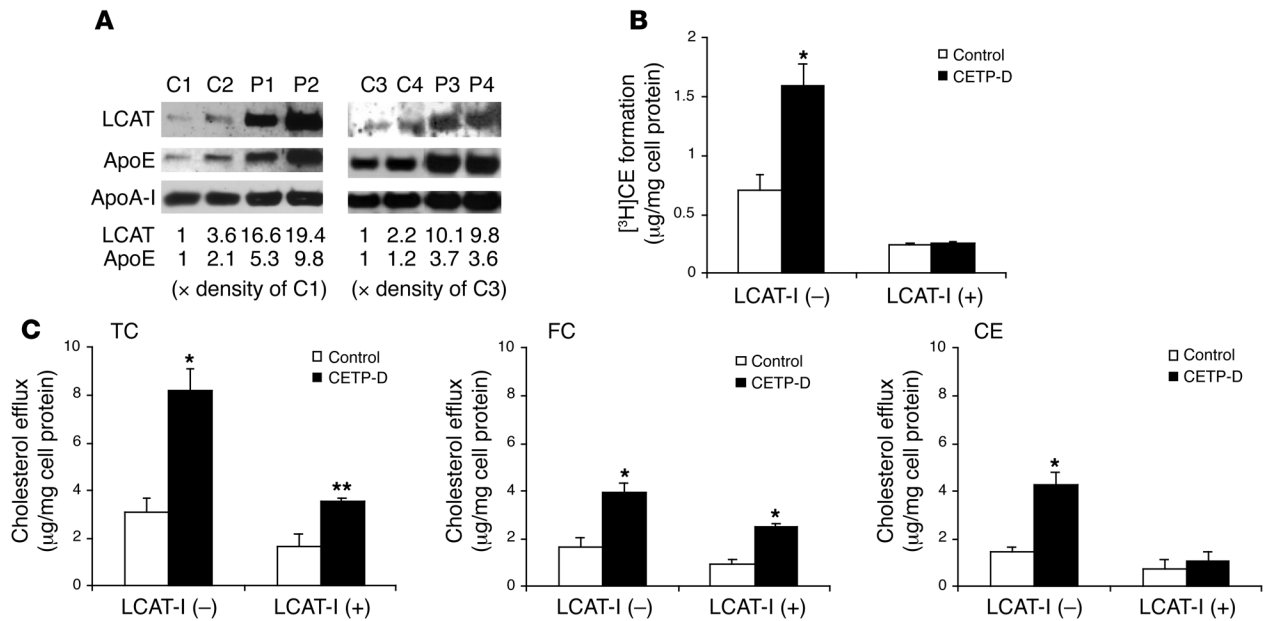 A
C1 C2 P1 P2
C3 C4 P3 P4
LCAT
ApoE
ApoA-I
LCAT 1 3.6 16.6 19.4 1 2.2 10.1 9.8
ApoE 1 2.1 5.3 9.8 1 1.2 3.7 3.6
(× density of C1) (× density of C3)
B
2
1.5
1
0.5
0
[³H]CE formation
(μg/mg cell protein)
Control
CETP-D
*
LCAT-I (–) LCAT-I (+)
C
TC
10
8
6
4
2
0
Cholesterol efflux
(μg/mg cell protein)
Control
CETP-D
*
**
LCAT-I (–) LCAT-I (+)
FC
10
8
6
4
2
0
Cholesterol efflux
(μg/mg cell protein)
Control
CETP-D
*
*
LCAT-I (–) LCAT-I (+)
CE
10
8
6
4
2
0
Cholesterol efflux
(μg/mg cell protein)
Control
CETP-D
*
LCAT-I (–) LCAT-I (+)